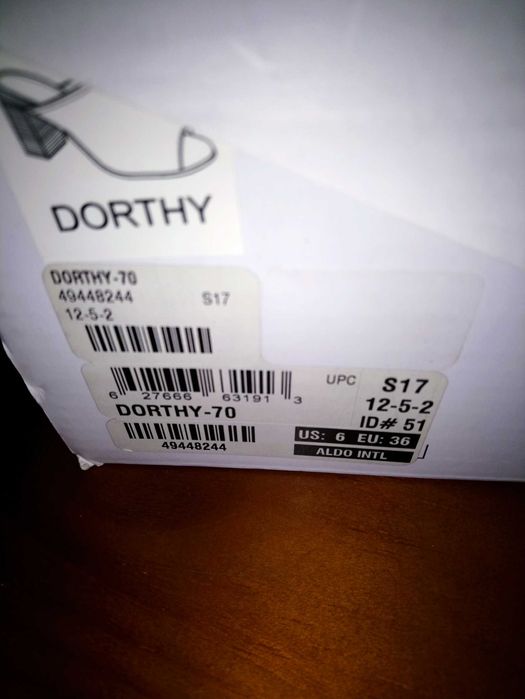 DORTHY
DORTHY-70
49448244 S17
12-5-2
6 27666 63191 3
UPC S17
12-5-2
DORTHY-70
ID# 51
US: 6 EU: 36
49448244
ALDO INTL